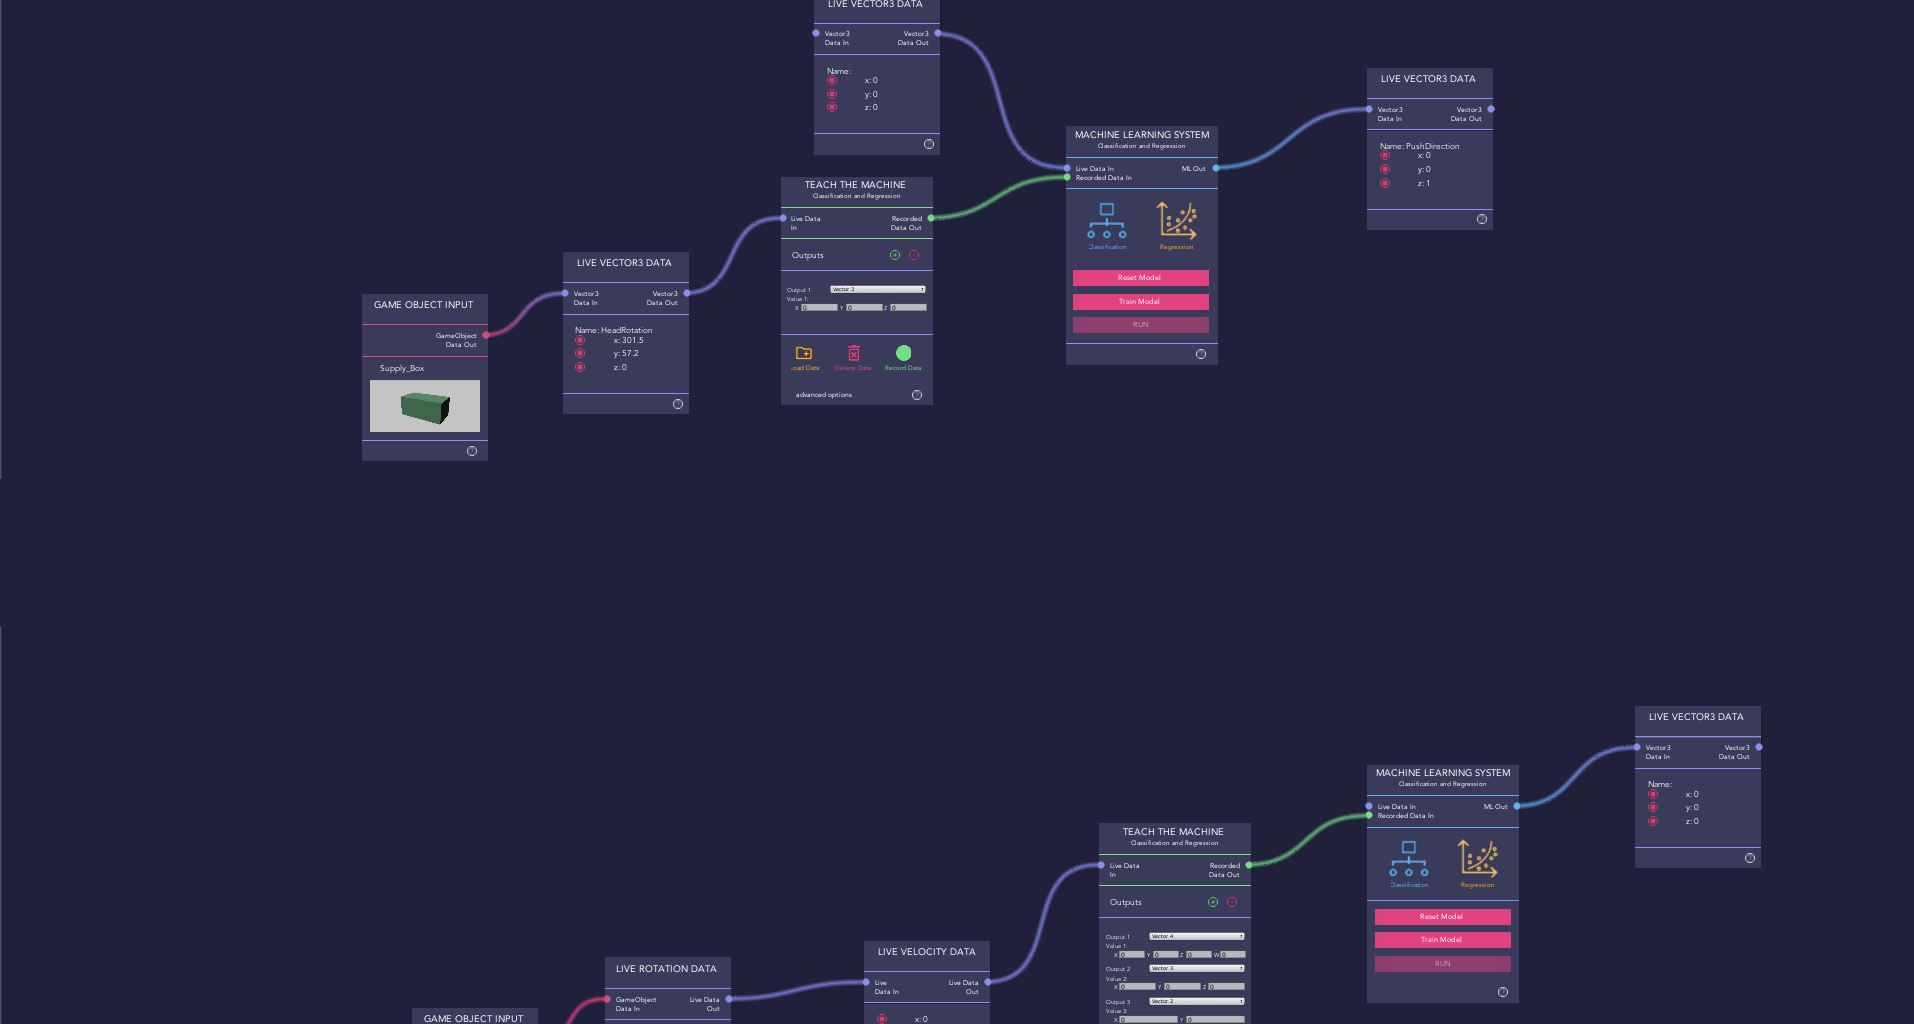 LIVE VECTOR3 DATA
Vector3 Data In
Vector3 Data Out
Name:
x: 0
y: 0
z: 0
?
LIVE VECTOR3 DATA
Vector3 Data In
Vector3 Data Out
Name: PushDirection
x: 0
y: 0
z: 1
?
MACHINE LEARNING SYSTEM
Classification and Regression
Live Data In
ML Out
Recorded Data In
Classification
Regression
Reset Model
Train Model
RUN
?
TEACH THE MACHINE
Classification and Regression
Live Data In
Recorded Data Out
Outputs
Output 1
Vector 3
Value 1:
X 0 Y 0 Z 0
Load Data
Delete Data
Record Data
advanced options
?
LIVE VECTOR3 DATA
Vector3 Data In
Vector3 Data Out
Name: HeadRotation
x: 301.5
y: 57.2
z: 0
?
GAME OBJECT INPUT
GameObject Data Out
Supply_Box
?
LIVE VECTOR3 DATA
Vector3 Data In
Vector3 Data Out
Name:
x: 0
y: 0
z: 0
?
MACHINE LEARNING SYSTEM
Classification and Regression
Live Data In
ML Out
Recorded Data In
Classification
Regression
Reset Model
Train Model
RUN
?
TEACH THE MACHINE
Classification and Regression
Live Data In
Recorded Data Out
Outputs
Output 1
Vector 4
Value 1:
X 0 Y 0 Z 0 W 0
Output 2
Vector 3
Value 2:
X 0 Y 0 Z 0
Output 3
Vector 2
Value 3:
X 0 Y 0
LIVE VELOCITY DATA
Live Data In
Live Data Out
x: 0
LIVE ROTATION DATA
GameObject Data In
Live Data Out
GAME OBJECT INPUT